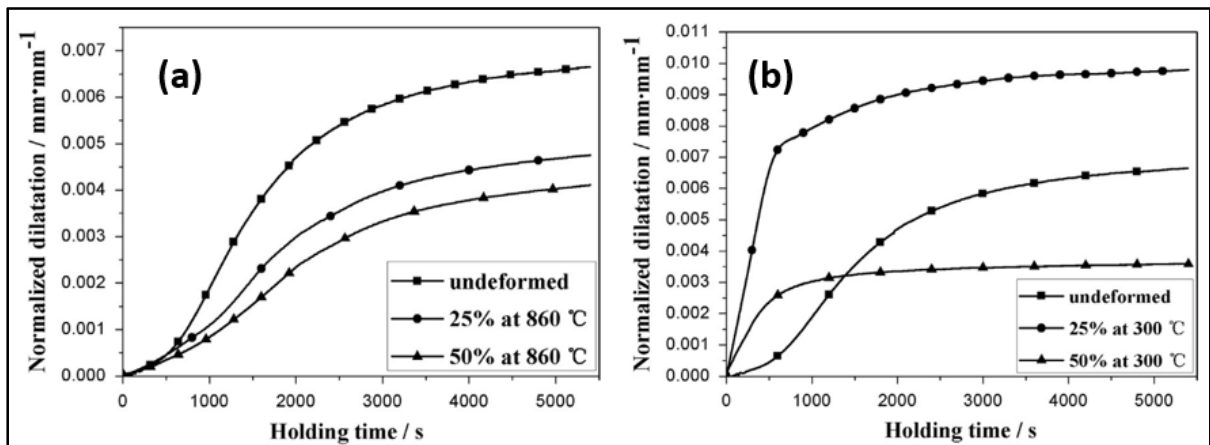 (a)
Normalized dilatation / mm·mm⁻¹
0.007
0.006
0.005
0.004
0.003
0.002
0.001
0.000
undeformed
25% at 860 ℃
50% at 860 ℃
0 1000 2000 3000 4000 5000
Holding time / s
(b)
Normalized dilatation / mm·mm⁻¹
0.011
0.010
0.009
0.008
0.007
0.006
0.005
0.004
0.003
0.002
0.001
0.000
undeformed
25% at 300 ℃
50% at 300 ℃
0 1000 2000 3000 4000 5000
Holding time / s